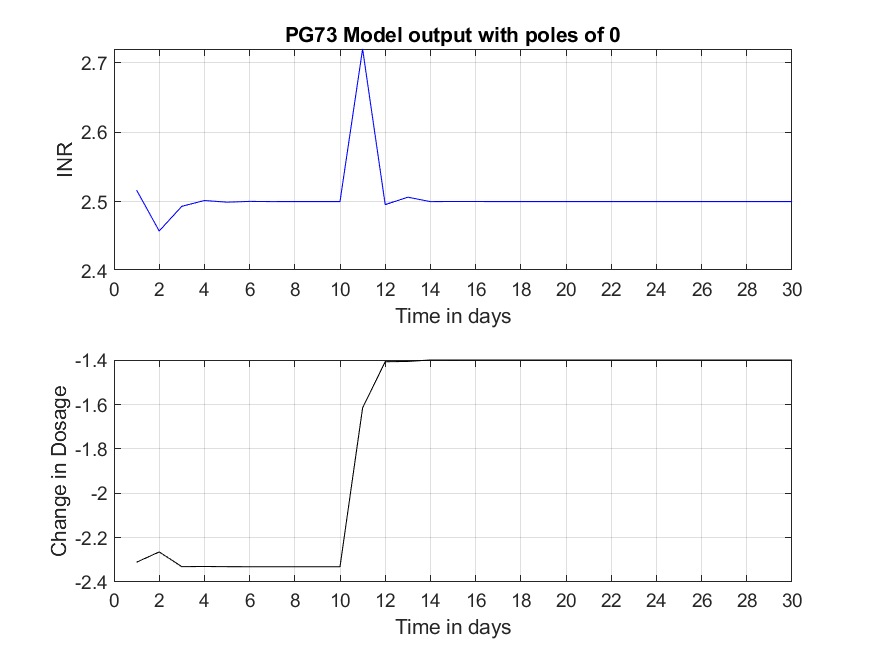 PG73 Model output with poles of 0
2.7
2.6
2.5
2.4
INR
0 2 4 6 8 10 12 14 16 18 20 22 24 26 28 30
Time in days
-1.4
-1.6
-1.8
-2
-2.2
-2.4
Change in Dosage
0 2 4 6 8 10 12 14 16 18 20 22 24 26 28 30
Time in days